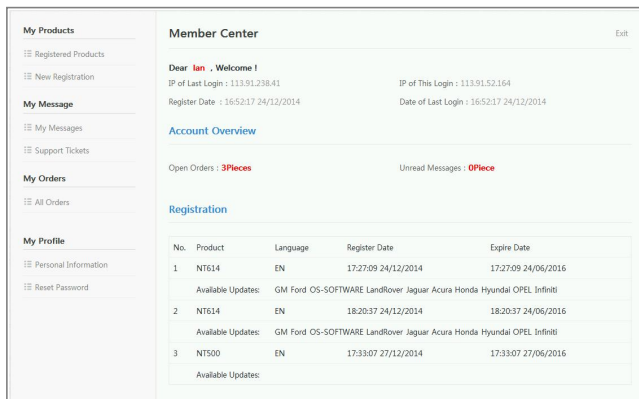 My Products
Registered Products
New Registration
My Message
My Messages
Support Tickets
My Orders
All Orders
My Profile
Personal Information
Reset Password
Member Center
Exit
Dear Ian , Welcome !
IP of Last Login : 113.91.238.41
IP of This Login : 113.91.52.164
Register Date : 16:52:17 24/12/2014
Date of Last Login : 16:52:17 24/12/2014
Account Overview
Open Orders : 3Pieces
Unread Messages : 0Piece
Registration
No. Product Language Register Date Expire Date
1 NT614 EN 17:27:09 24/12/2014 17:27:09 24/06/2016
Available Updates: GM Ford OS-SOFTWARE LandRover Jaguar Acura Honda Hyundai OPEL Infiniti
2 NT614 EN 18:20:37 24/12/2014 18:20:37 24/06/2016
Available Updates: GM Ford OS-SOFTWARE LandRover Jaguar Acura Honda Hyundai OPEL Infiniti
3 NT500 EN 17:33:07 27/12/2014 17:33:07 27/06/2016
Available Updates: